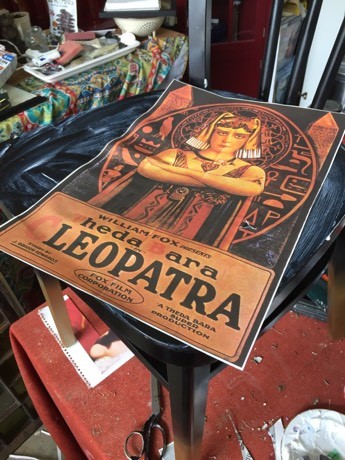 WILLIAM FOX PRESENTS
heda ara
LEOPATRA
FOX FILM
CORPORATION
A THEDA BARA
SUPER
PRODUCTION